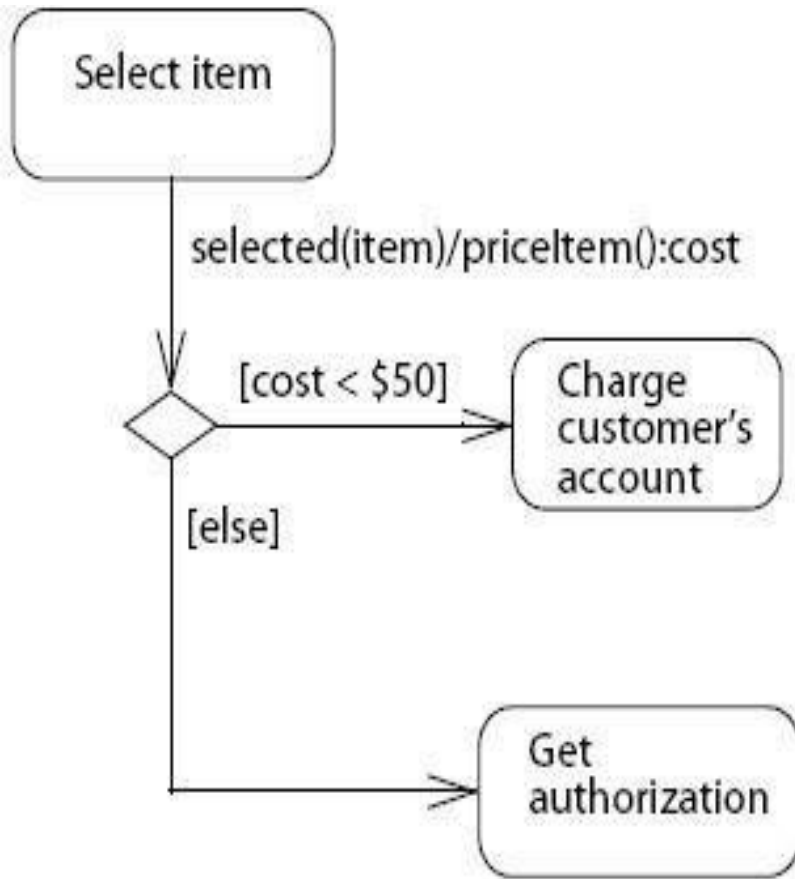 Select item
selected(item)/priceItem():cost
[cost < $50]
Charge
customer's
account
[else]
Get
authorization